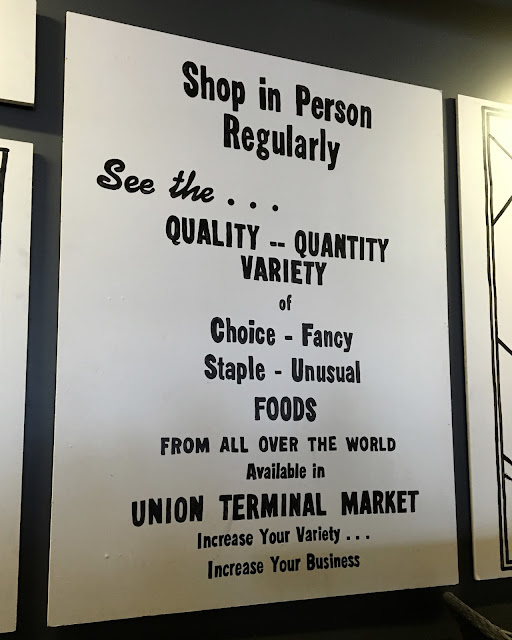 Shop in Person
Regularly
See the . . .
QUALITY -- QUANTITY
VARIETY
of
Choice - Fancy
Staple - Unusual
FOODS
FROM ALL OVER THE WORLD
Available in
UNION TERMINAL MARKET
Increase Your Variety . . .
Increase Your Business